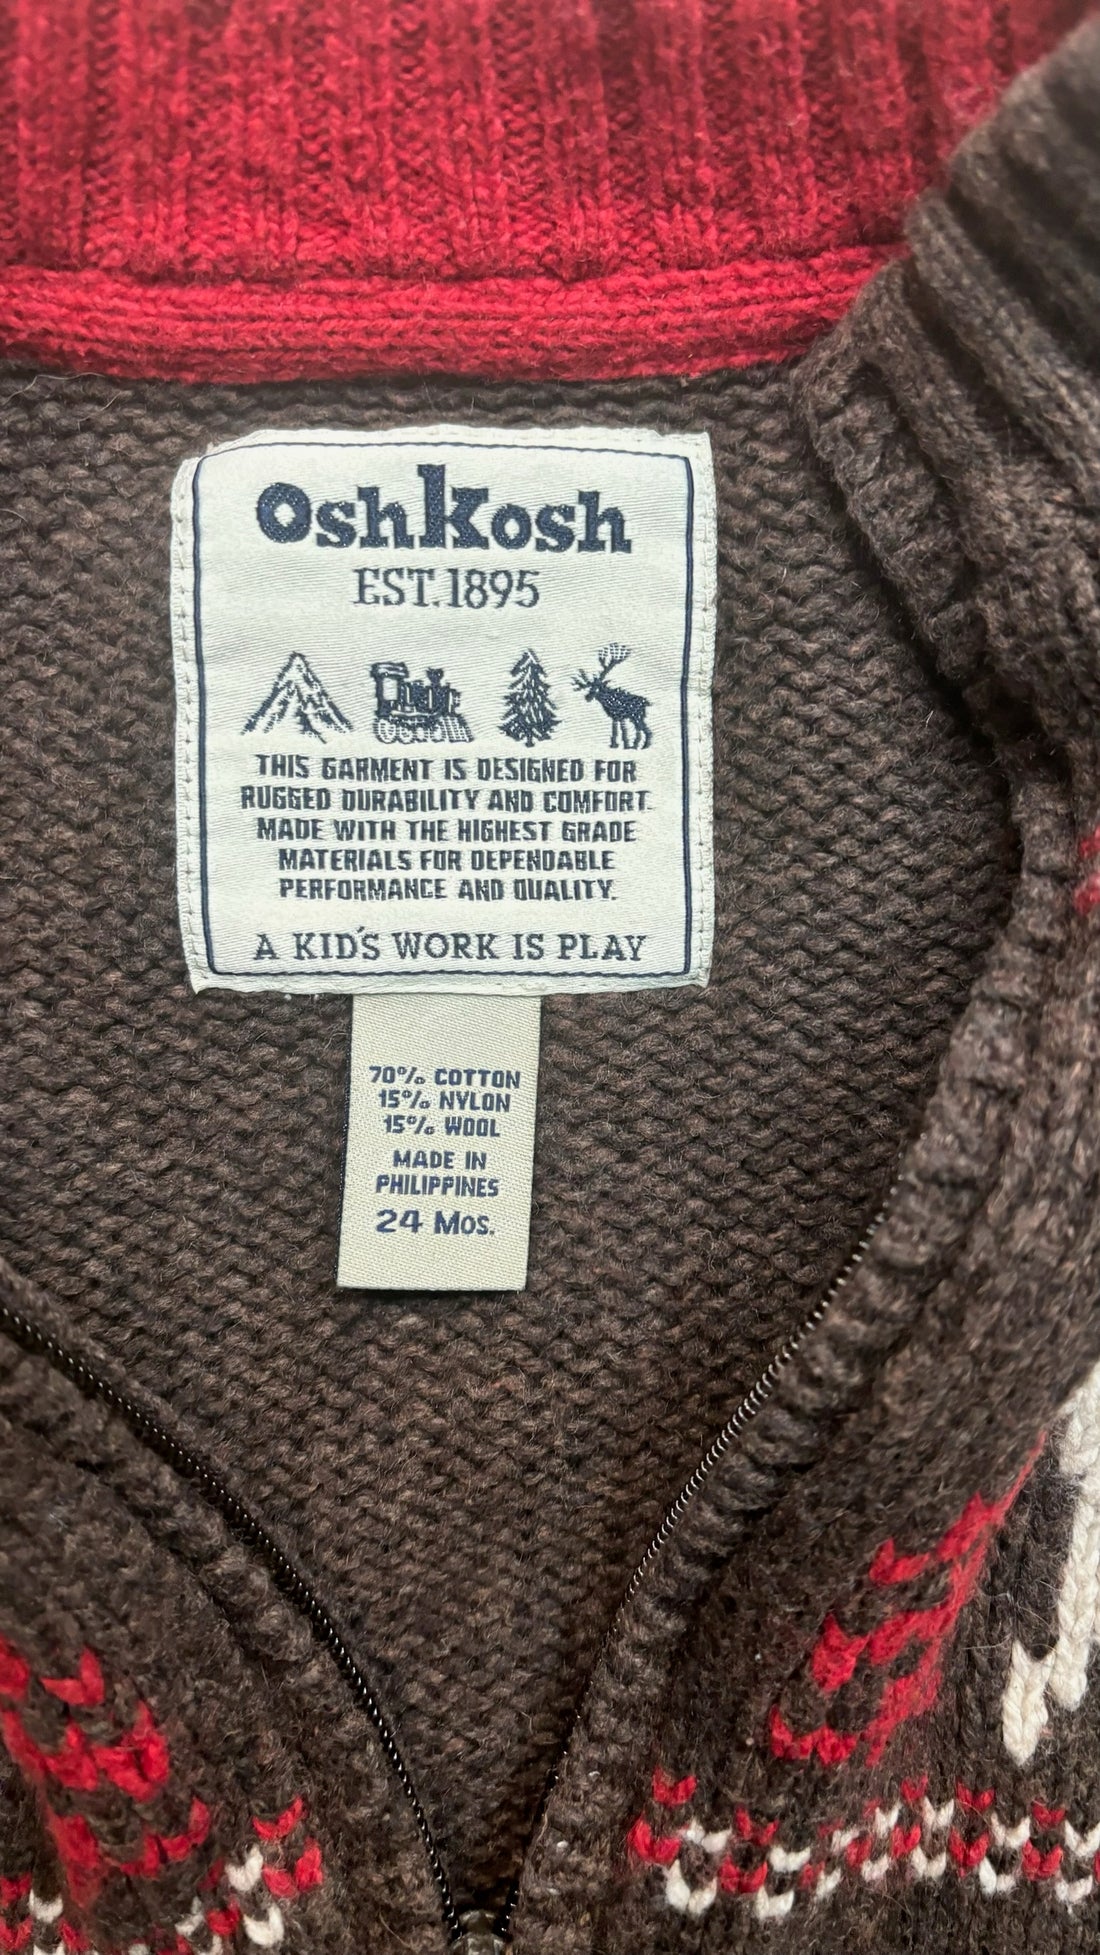 OshKosh
EST. 1895
THIS GARMENT IS DESIGNED FOR
RUGGED DURABILITY AND COMFORT.
MADE WITH THE HIGHEST GRADE
MATERIALS FOR DEPENDABLE
PERFORMANCE AND QUALITY.
A KID'S WORK IS PLAY
70% COTTON
15% NYLON
15% WOOL
MADE IN
PHILIPPINES
24 Mos.